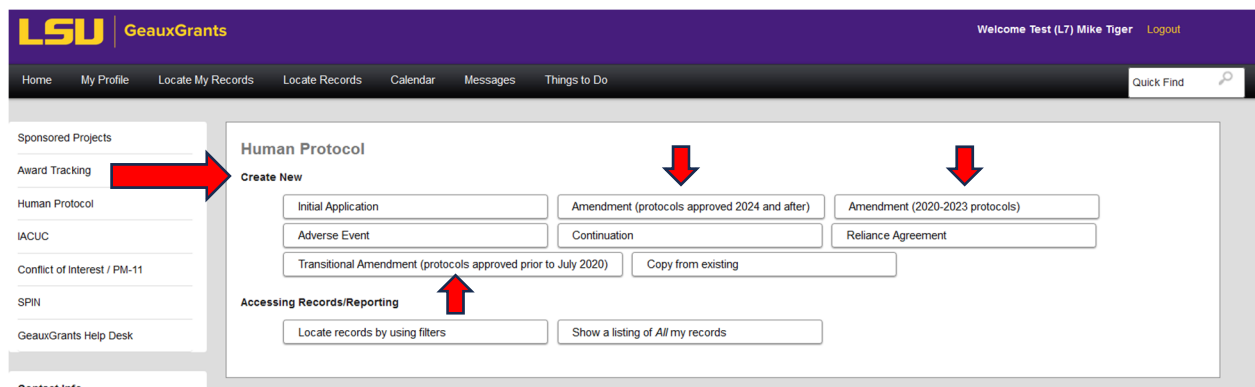 LSU GeauxGrants Welcome Test (L7) Mike Tiger Logout
Home My Profile Locate My Records Locate Records Calendar Messages Things to Do Quick Find
Sponsored Projects
Award Tracking
Human Protocol
IACUC
Conflict of Interest / PM-11
SPIN
GeauxGrants Help Desk
Contact Info
Human Protocol
Create New
Initial Application Amendment (protocols approved 2024 and after) Amendment (2020-2023 protocols)
Adverse Event Continuation Reliance Agreement
Transitional Amendment (protocols approved prior to July 2020) Copy from existing
Accessing Records/Reporting
Locate records by using filters Show a listing of All my records